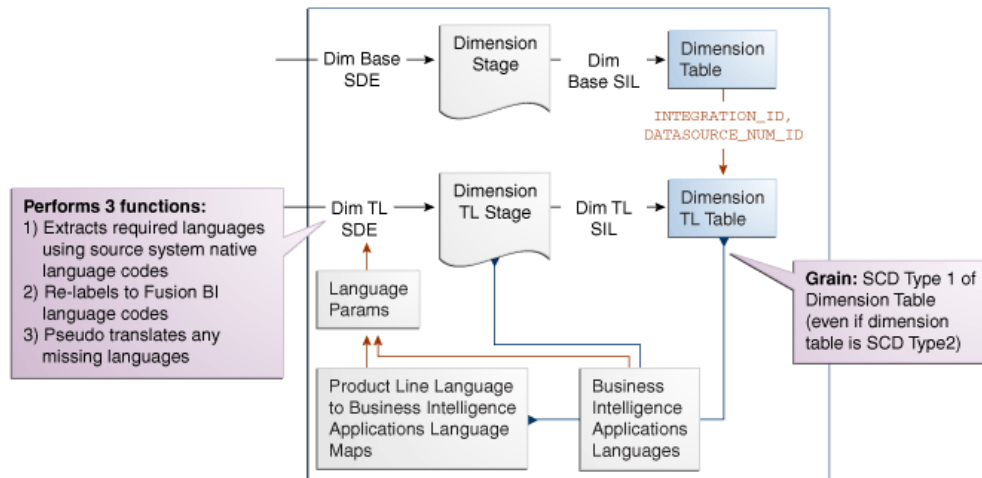 Dim Base
SDE
Dimension
Stage
Dim
Base SIL
Dimension
Table
INTEGRATION_ID,
DATASOURCE_NUM_ID
Performs 3 functions:
1) Extracts required languages
using source system native
language codes
2) Re-labels to Fusion BI
language codes
3) Pseudo translates any
missing languages
Dim TL
SDE
Dimension
TL Stage
Dim TL
SIL
Dimension
TL Table
Language
Params
Grain: SCD Type 1 of
Dimension Table
(even if dimension
table is SCD Type2)
Product Line Language
to Business Intelligence
Applications Language
Maps
Business
Intelligence
Applications
Languages